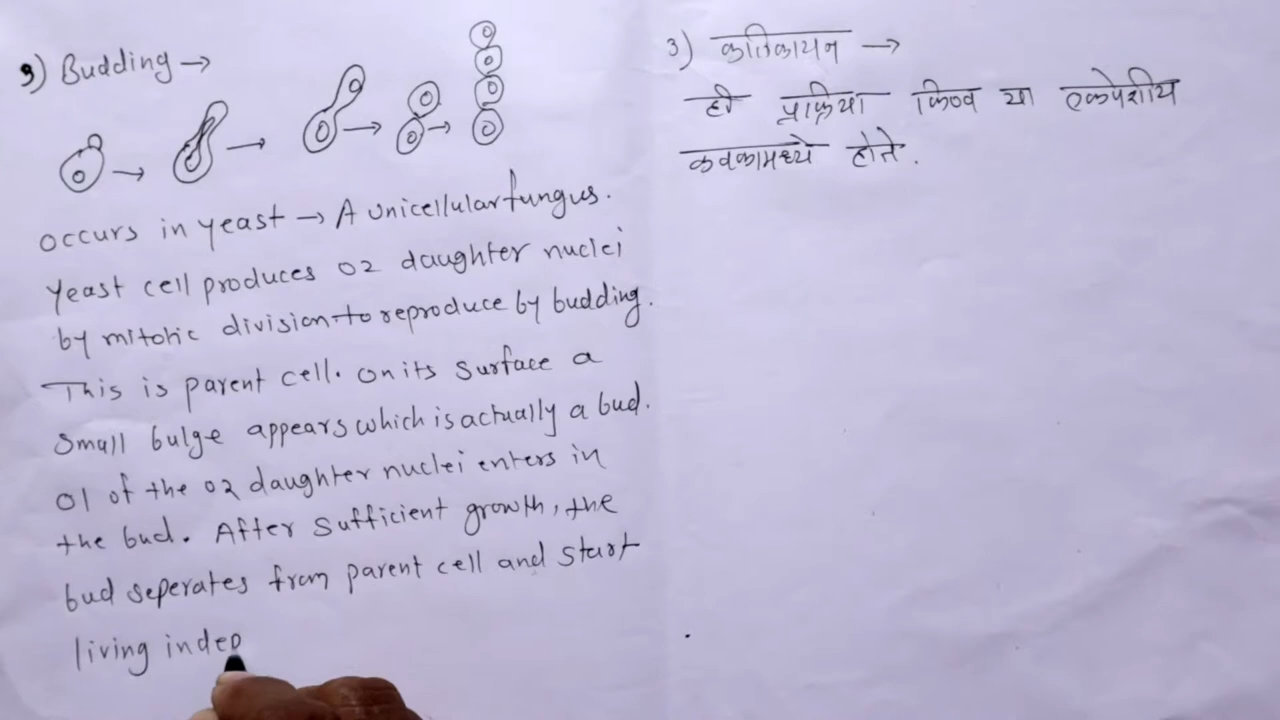 3) Budding →
occurs in yeast → A unicellular fungus.
Yeast cell produces 02 daughter nuclei
by mitotic division to reproduce by budding.
This is parent cell. on its surface a
small bulge appears which is actually a bud.
01 of the 02 daughter nuclei enters in
the bud. After sufficient growth, the
bud seperates from parent cell and start
living indep
3) कलिकायन →
ही प्रक्रिया किण्व या एकपेशीय
कवकामध्ये होते.